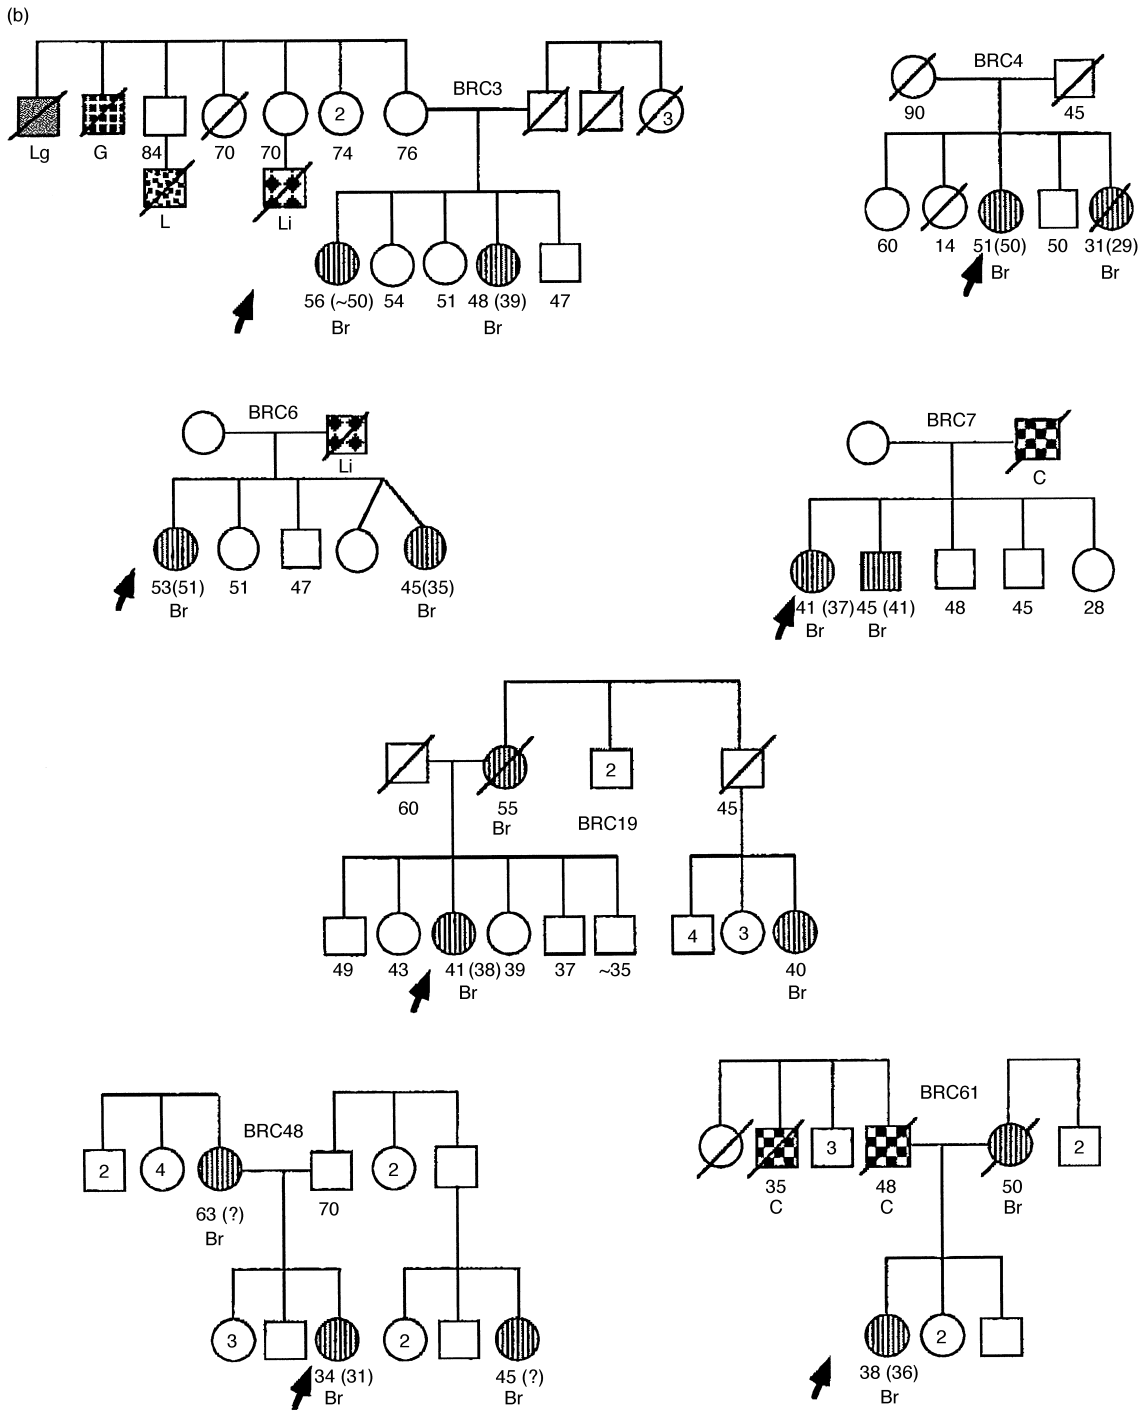 (b)
BRC3
2
3
Lg G 84 70 70 74 76
L Li
56 (~50) 54 51 48 (39) 47
Br Br
BRC4
90 45
60 14 51(50) 50 31(29)
Br Br
BRC6
Li
53(51) 51 47 45(35)
Br Br
BRC7
C
41 (37) 45 (41) 48 45 28
Br Br
2
60 55 45
Br
BRC19
4 3
49 43 41 (38) 39 37 ~35 40
Br Br
BRC48
2 4 2
63 (?) 70
Br
3 2
34 (31) 45 (?)
Br Br
BRC61
3 2
35 48 50
C C Br
2
38 (36)
Br